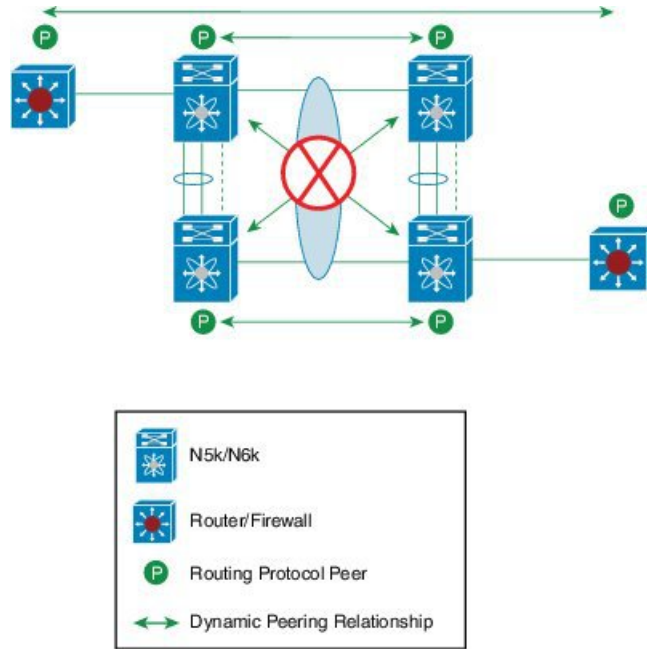 P
P
P
P
P
P
N5k/N6k
Router/Firewall
P
Routing Protocol Peer
Dynamic Peering Relationship